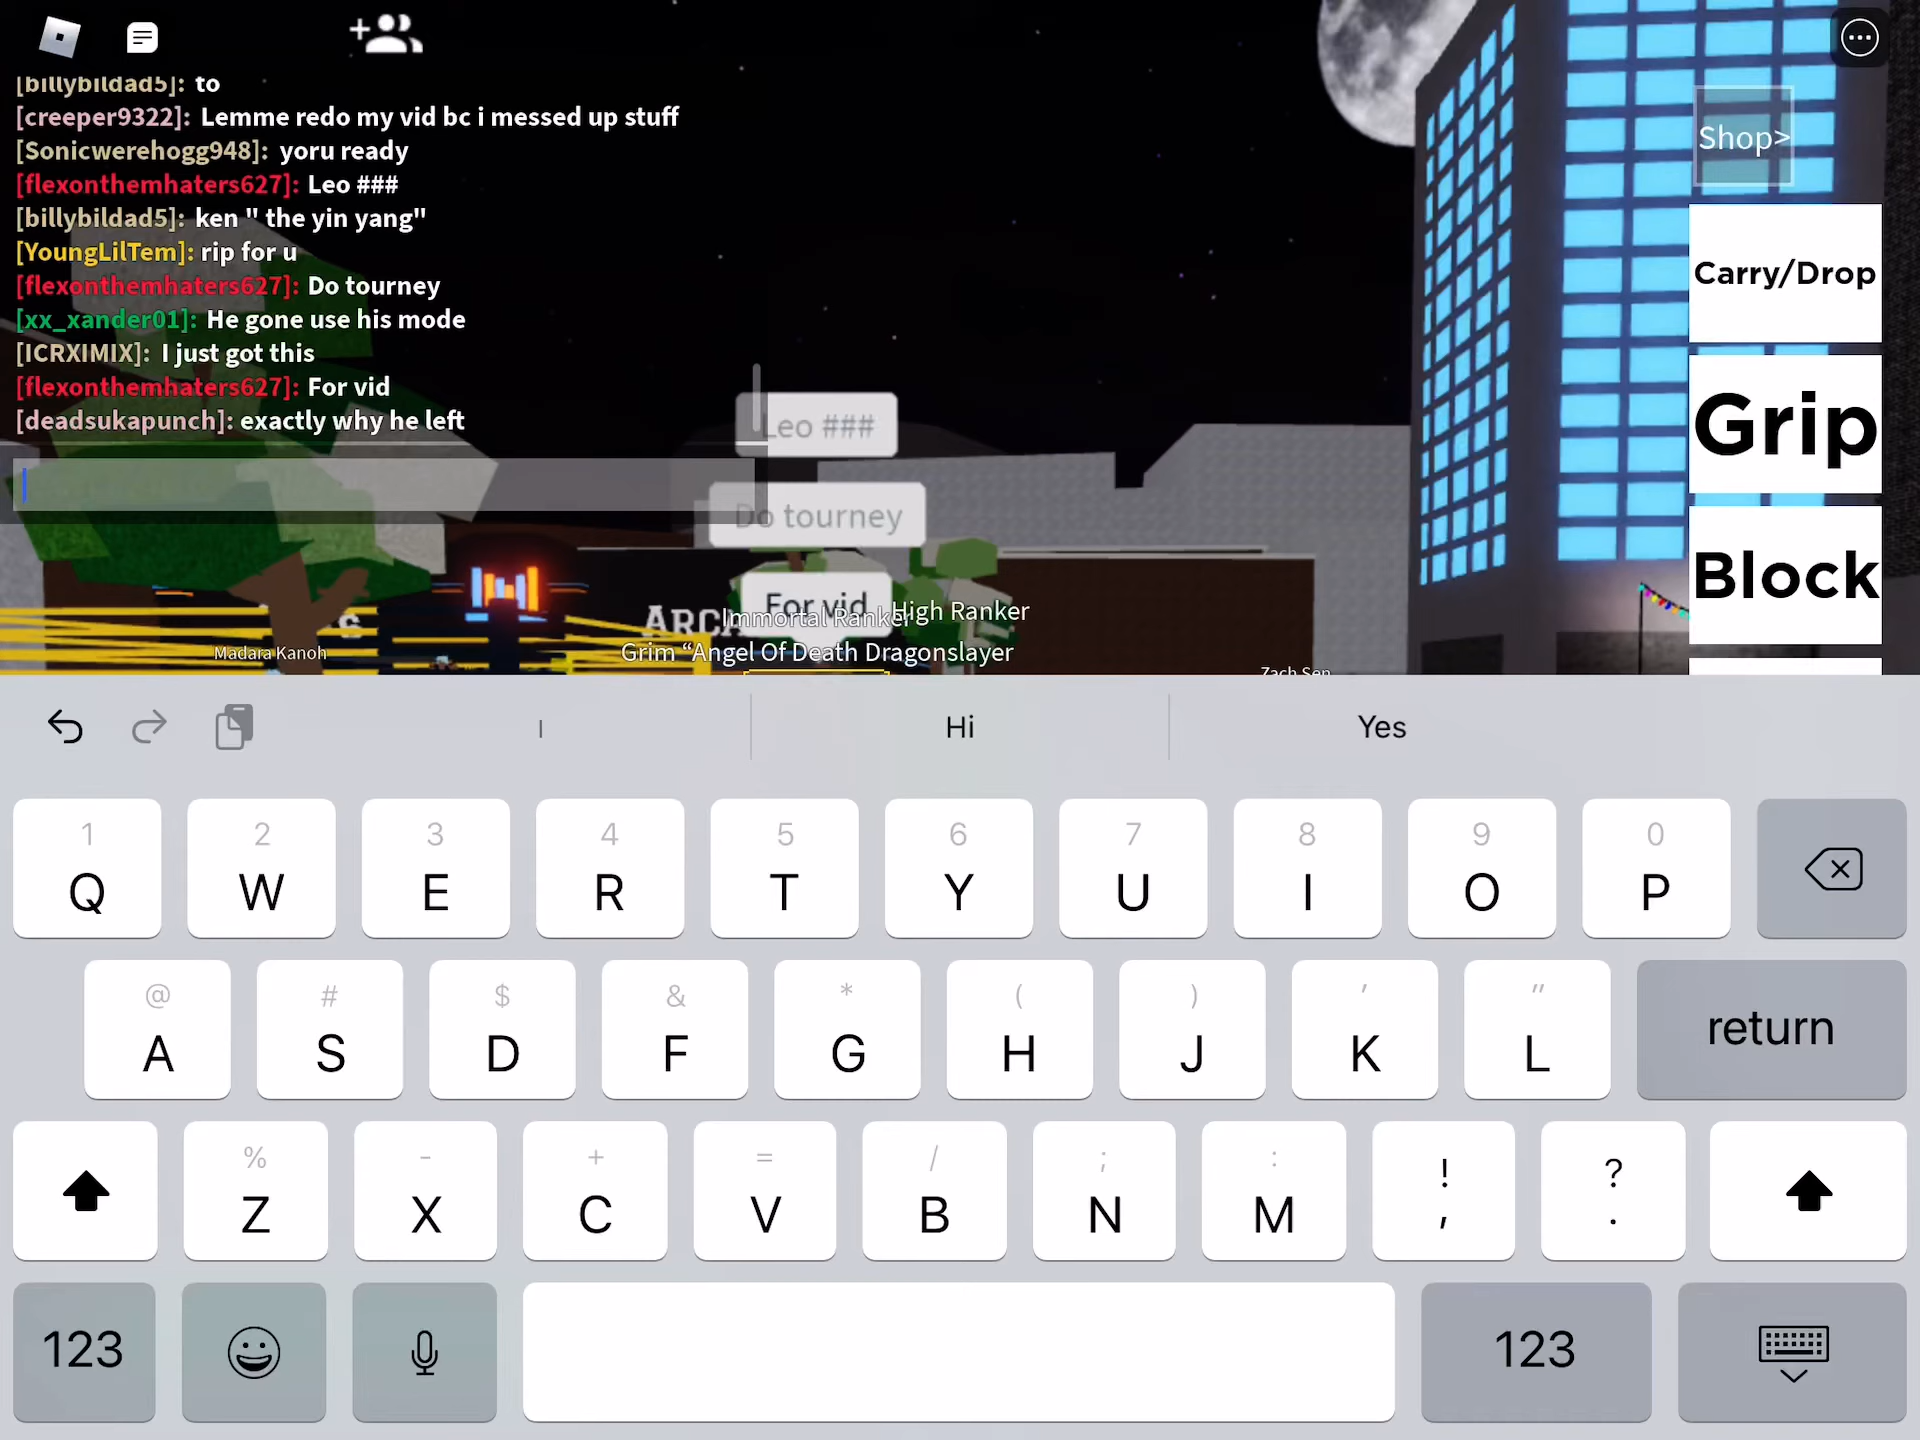 [billybildad5]: to
[creeper9322]: Lemme redo my vid bc i messed up stuff
[Sonicwerehogg948]: yoru ready
[flexonthemhaters627]: Leo ###
[billybildad5]: ken " the yin yang"
[YoungLilTem]: rip for u
[flexonthemhaters627]: Do tourney
[xx_xander01]: He gone use his mode
[ICRXIMIX]: I just got this
[flexonthemhaters627]: For vid
[deadsukapunch]: exactly why he left
Shop>
Carry/Drop
Grip
Block
Leo ###
Do tourney
For vid
Immortal Ranker
High Ranker
Grim “Angel Of Death Dragonslayer
Madara Kanoh
Zach Sen
I
Hi
Yes
1 2 3 4 5 6 7 8 9 0
Q W E R T Y U I O P
@ # $ & * ( ) ' "
A S D F G H J K L
return
% - + = / ; : ! ?
Z X C V B N M , .
123
123